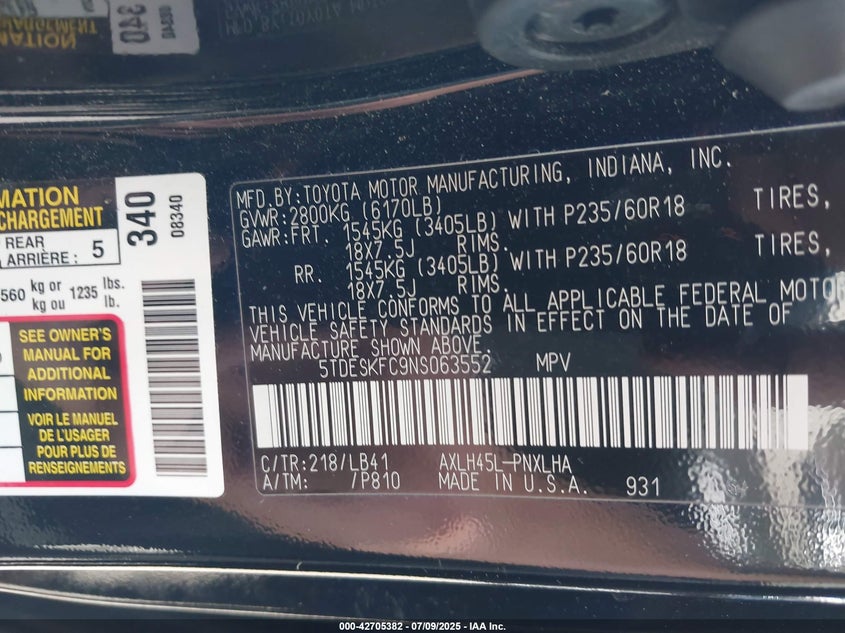 MATION
CHARGEMENT
REAR
ARRIÈRE : 5
560 kg or 1235 lbs.
kg ou lb.
SEE OWNER'S
MANUAL FOR
ADDITIONAL
INFORMATION
VOIR LE MANUEL
DE L'USAGER
POUR PLUS DE
RENSEIGNEMENTS
340
08340
MFD.BY:TOYOTA MOTOR MANUFACTURING, INDIANA, INC.
GVWR:2800KG (6170LB)
GAWR:FRT. 1545KG (3405LB) WITH P235/60R18 TIRES,
18X7.5J RIMS.
RR. 1545KG (3405LB) WITH P235/60R18 TIRES,
18X7.5J RIMS.
THIS VEHICLE CONFORMS TO ALL APPLICABLE FEDERAL MOTOR
VEHICLE SAFETY STANDARDS IN EFFECT ON THE DATE OF
MANUFACTURE SHOWN ABOVE.
5TDESKFC9NS063552 MPV
C/TR:218/LB41 AXLH45L-PNXLHA
A/TM: /P810 MADE IN U.S.A. 931
000-42705382 - 07/09/2025 - IAA Inc.